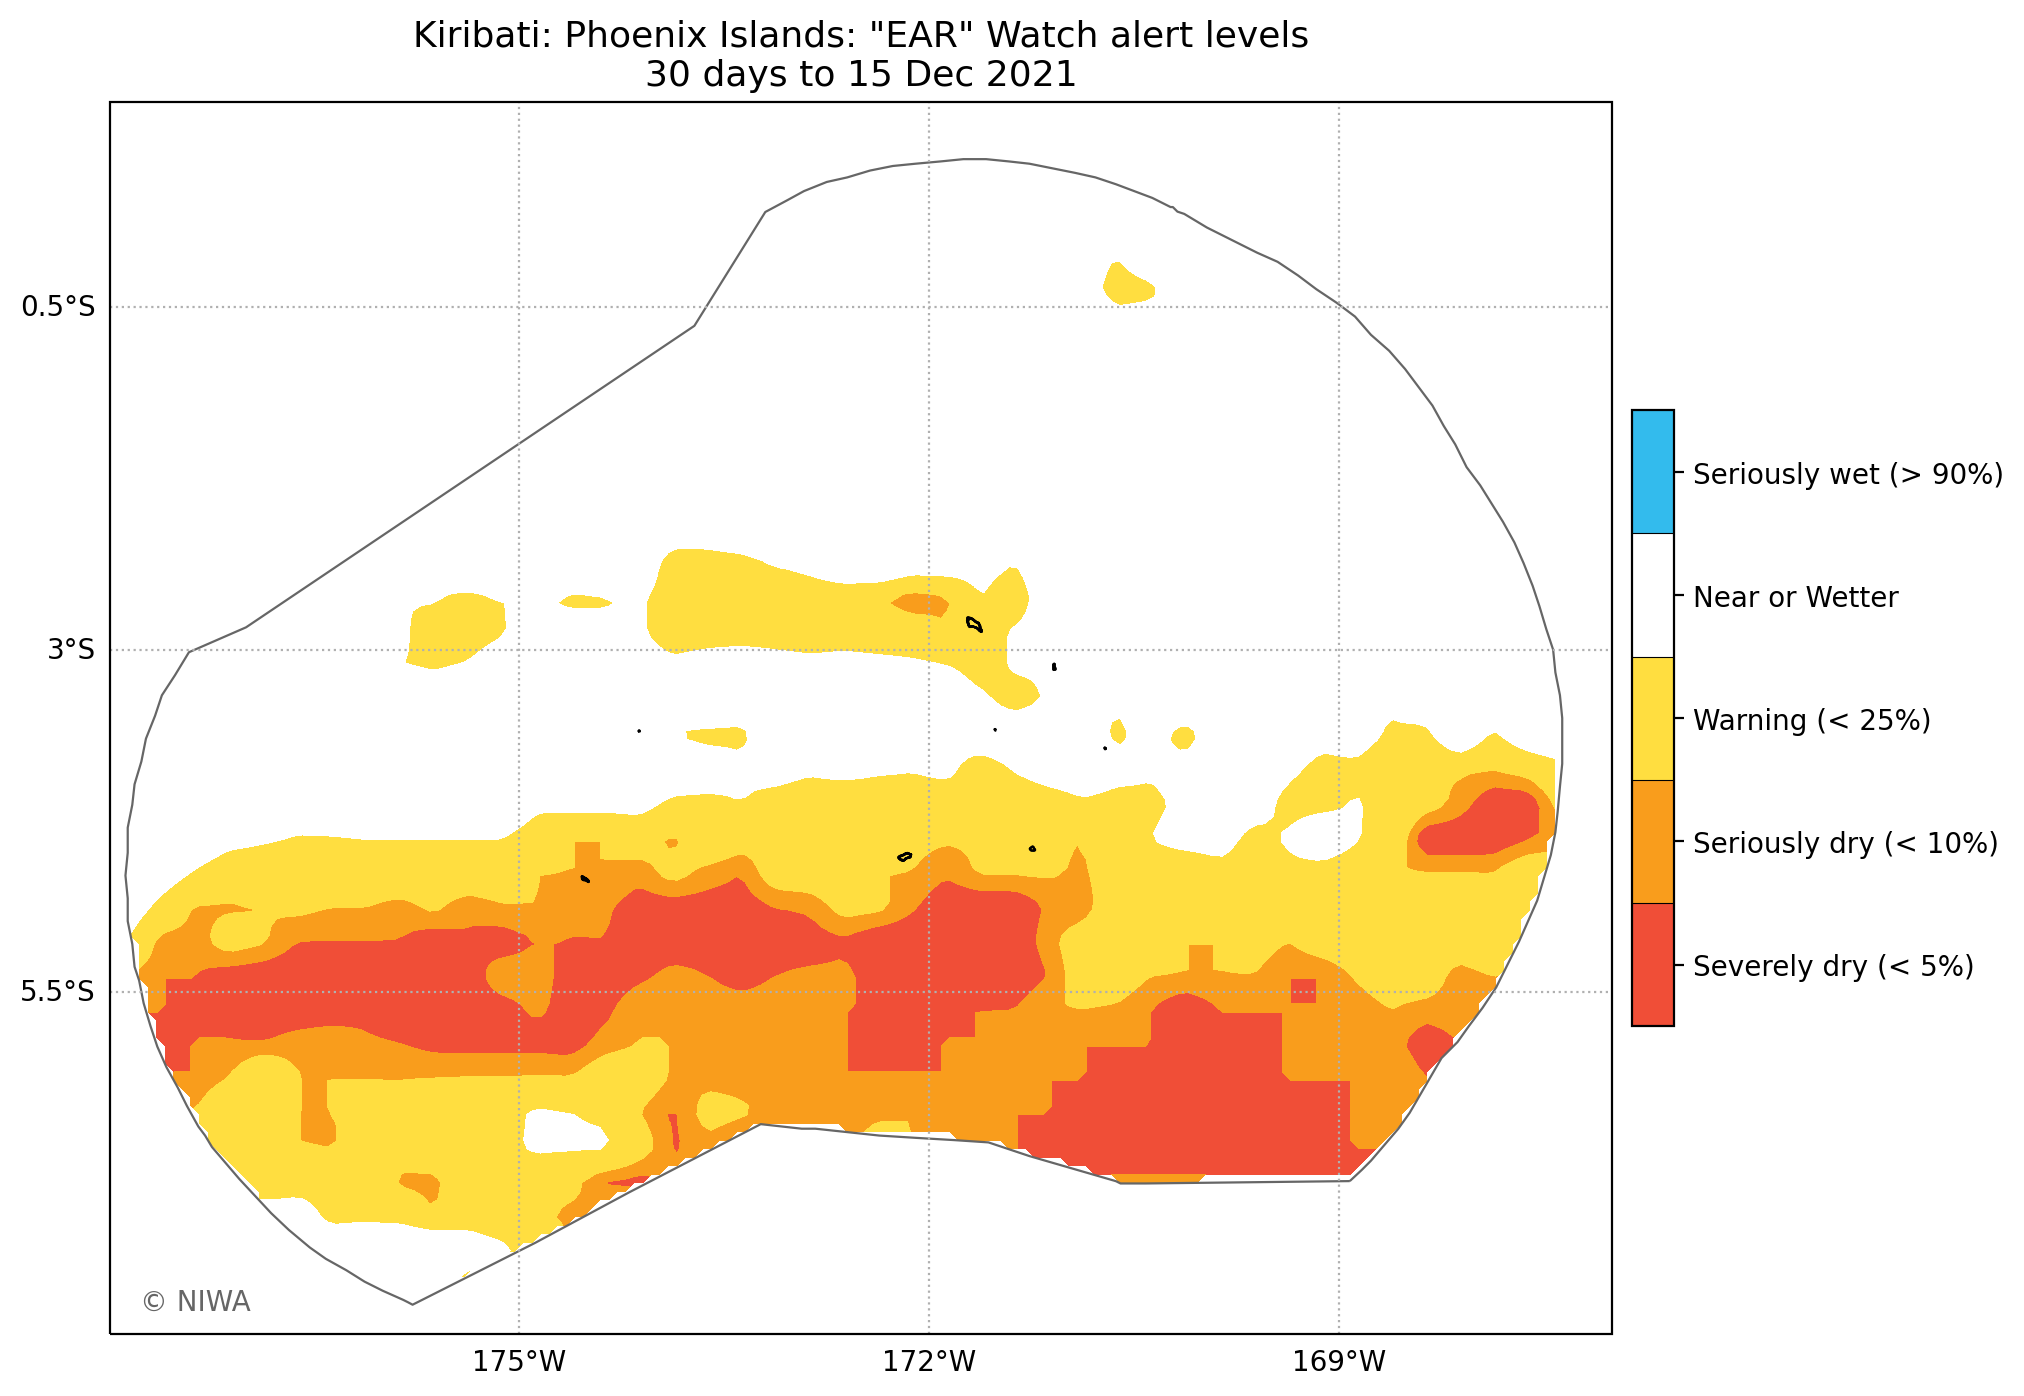 Kiribati: Phoenix Islands: "EAR" Watch alert levels
30 days to 15 Dec 2021
0.5°S
3°S
5.5°S
175°W
172°W
169°W
Seriously wet (> 90%)
Near or Wetter
Warning (< 25%)
Seriously dry (< 10%)
Severely dry (< 5%)
© NIWA